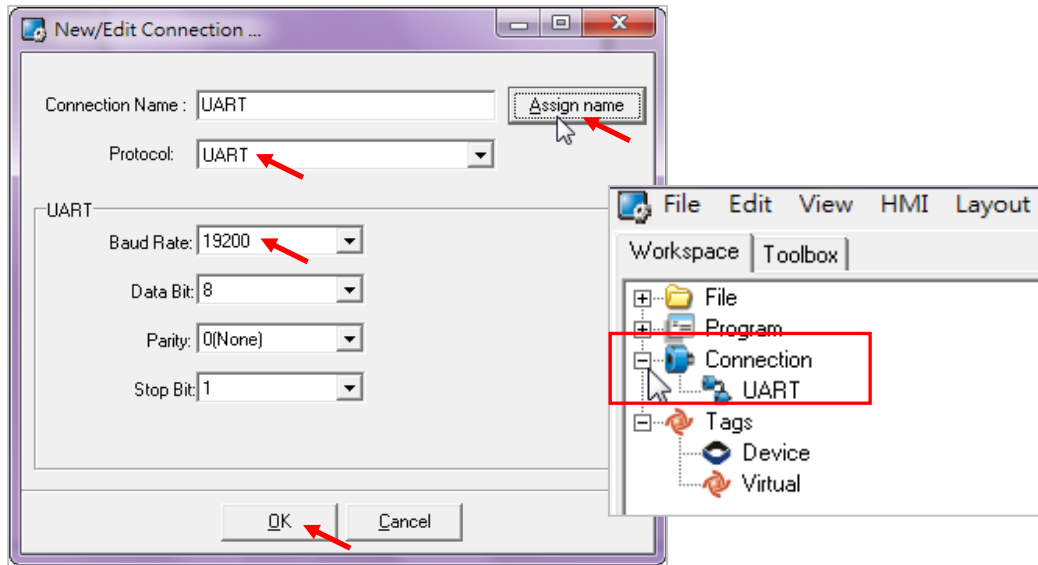 New/Edit Connection ...
Connection Name : UART Assign name
Protocol: UART
UART
Baud Rate: 19200
Data Bit: 8
Parity: 0(None)
Stop Bit: 1
OK Cancel
File Edit View HMI Layout
Workspace Toolbox
File
Program
Connection
UART
Tags
Device
Virtual